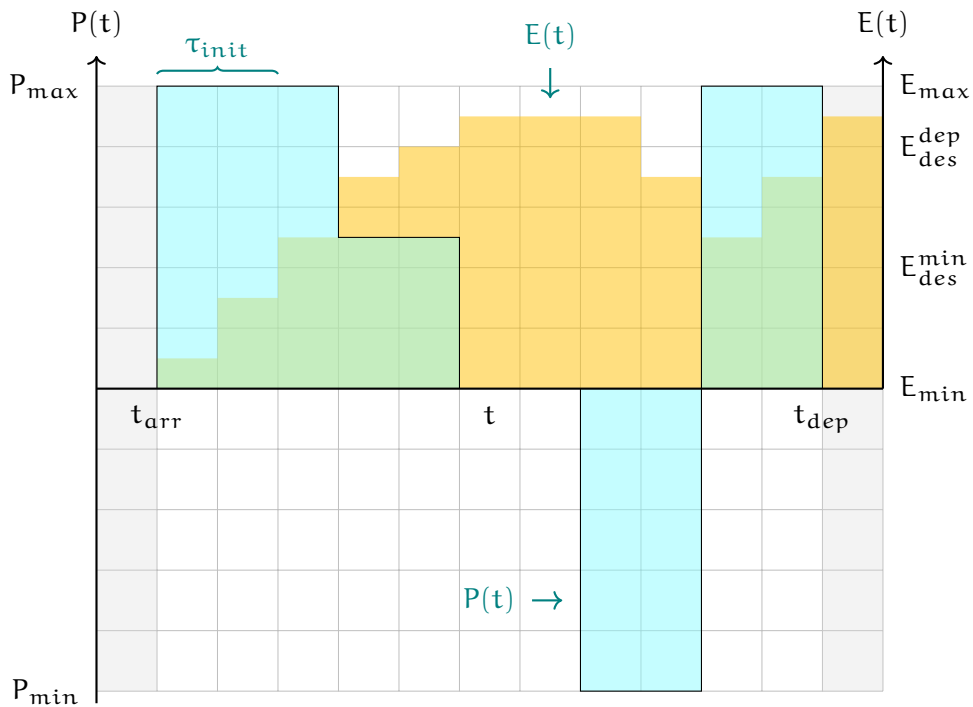 P(t)
E(t)
τ_init
E(t)
P_max
E_max
E_des^dep
E_des^min
E_min
t_arr
t
t_dep
P(t)
P_min